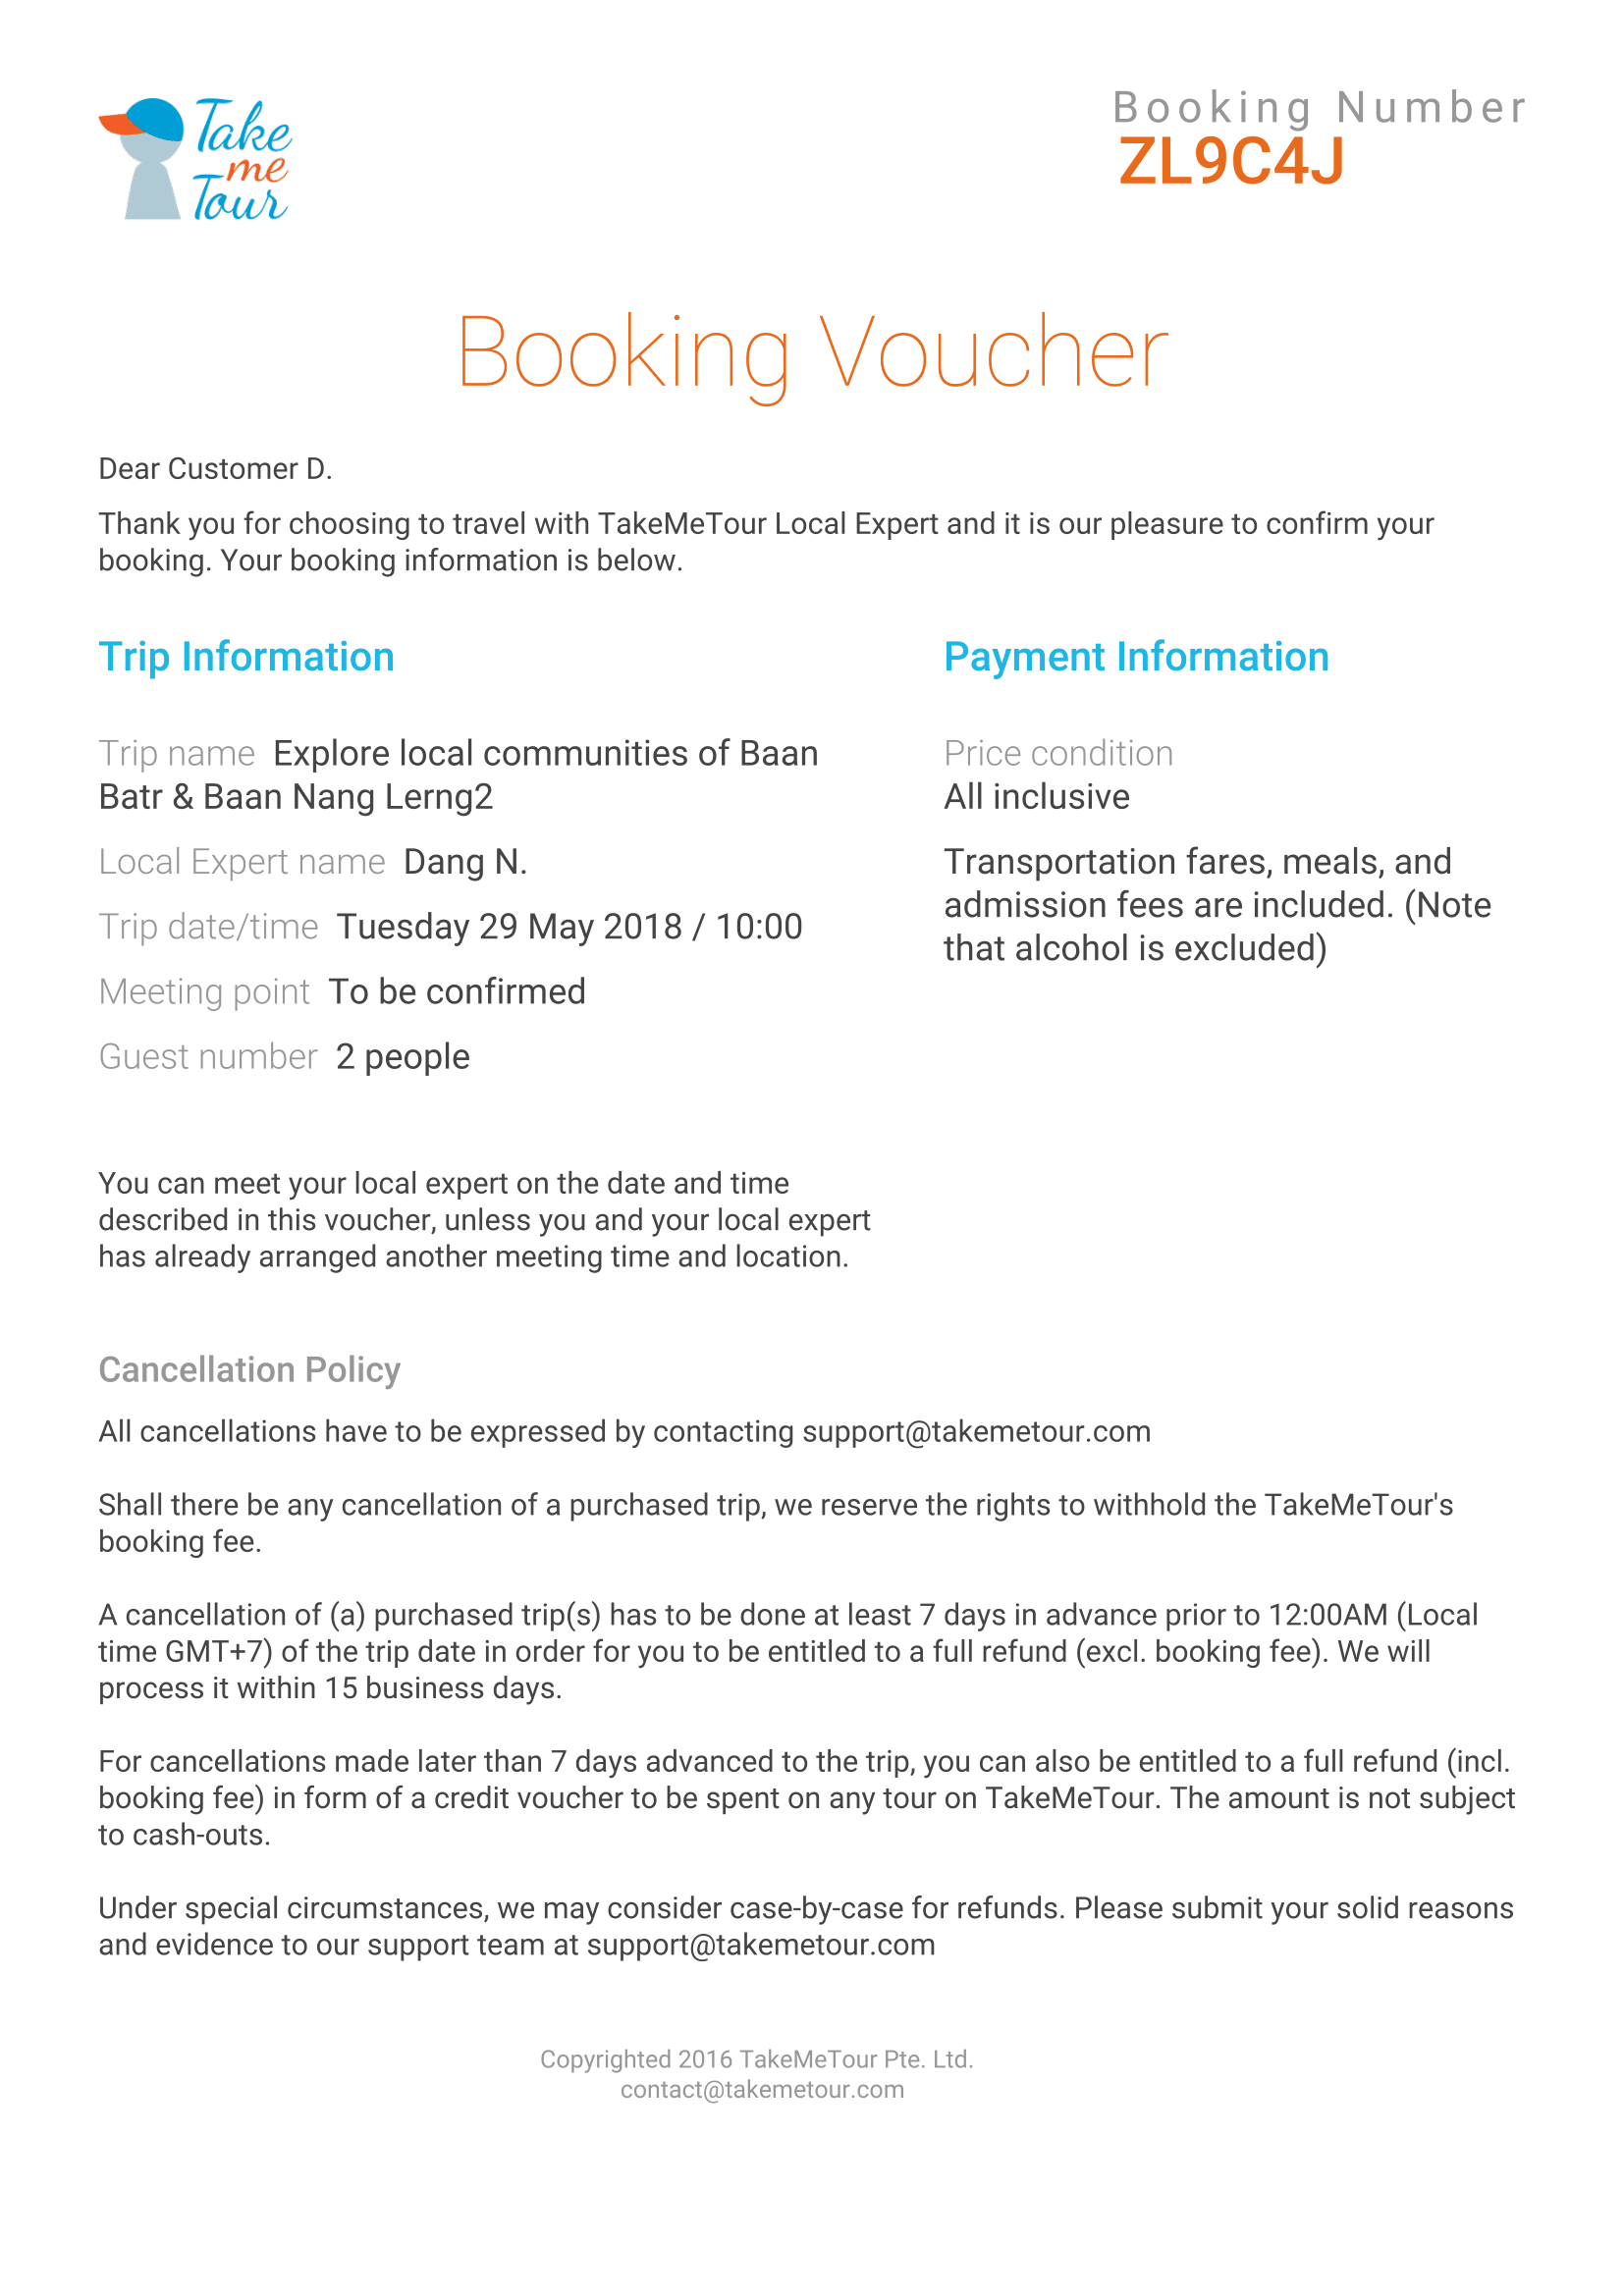 Take
me
Tour
Booking Number
ZL9C4J
Booking Voucher
Dear Customer D.
Thank you for choosing to travel with TakeMeTour Local Expert and it is our pleasure to confirm your
booking. Your booking information is below.
Trip Information
Trip name Explore local communities of Baan
Batr & Baan Nang Lerng2
Local Expert name Dang N.
Trip date/time Tuesday 29 May 2018 / 10:00
Meeting point To be confirmed
Guest number 2 people
Payment Information
Price condition
All inclusive
Transportation fares, meals, and
admission fees are included. (Note
that alcohol is excluded)
You can meet your local expert on the date and time
described in this voucher, unless you and your local expert
has already arranged another meeting time and location.
Cancellation Policy
All cancellations have to be expressed by contacting support@takemetour.com
Shall there be any cancellation of a purchased trip, we reserve the rights to withhold the TakeMeTour's
booking fee.
A cancellation of (a) purchased trip(s) has to be done at least 7 days in advance prior to 12:00AM (Local
time GMT+7) of the trip date in order for you to be entitled to a full refund (excl. booking fee). We will
process it within 15 business days.
For cancellations made later than 7 days advanced to the trip, you can also be entitled to a full refund (incl.
booking fee) in form of a credit voucher to be spent on any tour on TakeMeTour. The amount is not subject
to cash-outs.
Under special circumstances, we may consider case-by-case for refunds. Please submit your solid reasons
and evidence to our support team at support@takemetour.com
Copyrighted 2016 TakeMeTour Pte. Ltd.
contact@takemetour.com